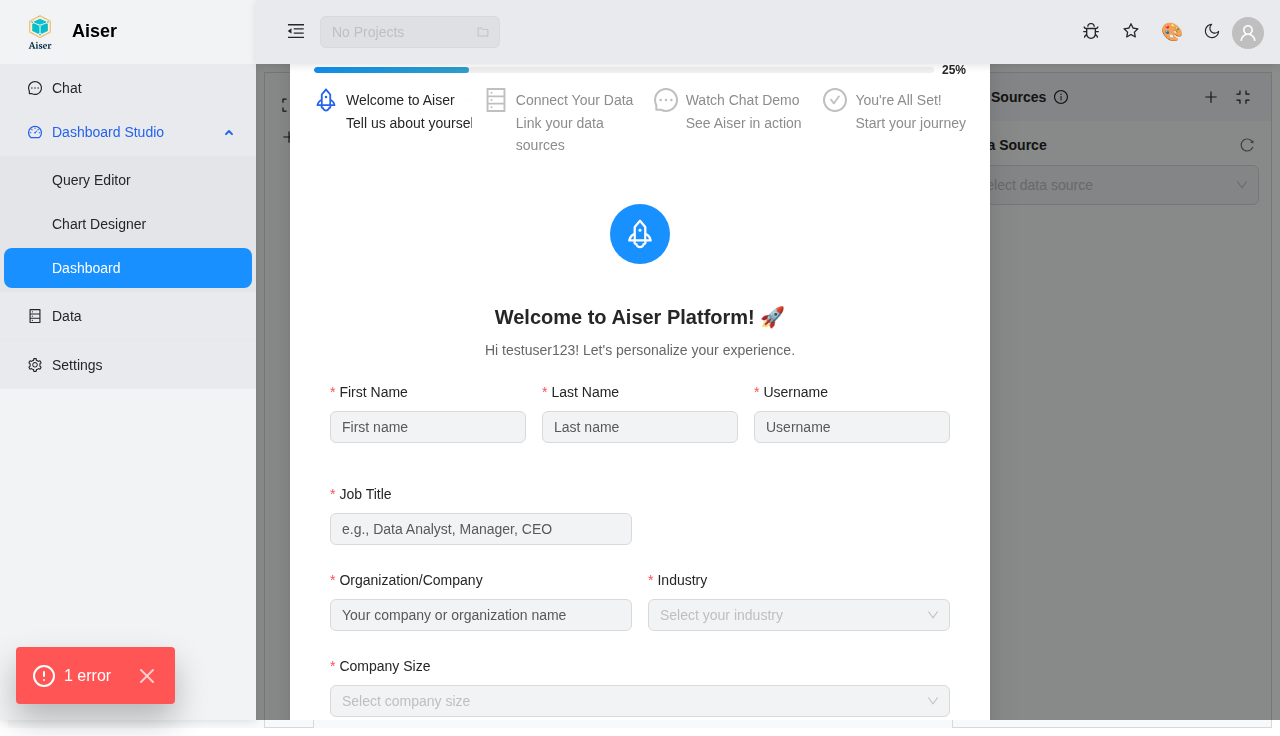 Aiser
Aiser
No Projects
Chat
Dashboard Studio
Query Editor
Chart Designer
Dashboard
Data
Settings
1 error
25%
Welcome to Aiser
Tell us about yoursel
Connect Your Data
Link your data
sources
Watch Chat Demo
See Aiser in action
You're All Set!
Start your journey
Welcome to Aiser Platform! 🚀
Hi testuser123! Let's personalize your experience.
* First Name
* Last Name
* Username
First name
Last name
Username
* Job Title
e.g., Data Analyst, Manager, CEO
* Organization/Company
* Industry
Your company or organization name
Select your industry
* Company Size
Select company size
Sources
a Source
elect data source